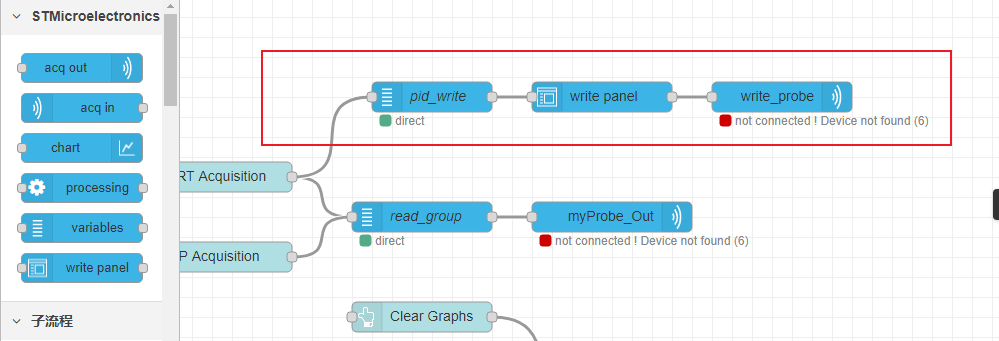 STMicroelectronics
acq out
acq in
chart
processing
variables
write panel
子流程
pid_write
direct
write panel
write_probe
not connected ! Device not found (6)
RT Acquisition
read_group
direct
myProbe_Out
not connected ! Device not found (6)
P Acquisition
Clear Graphs